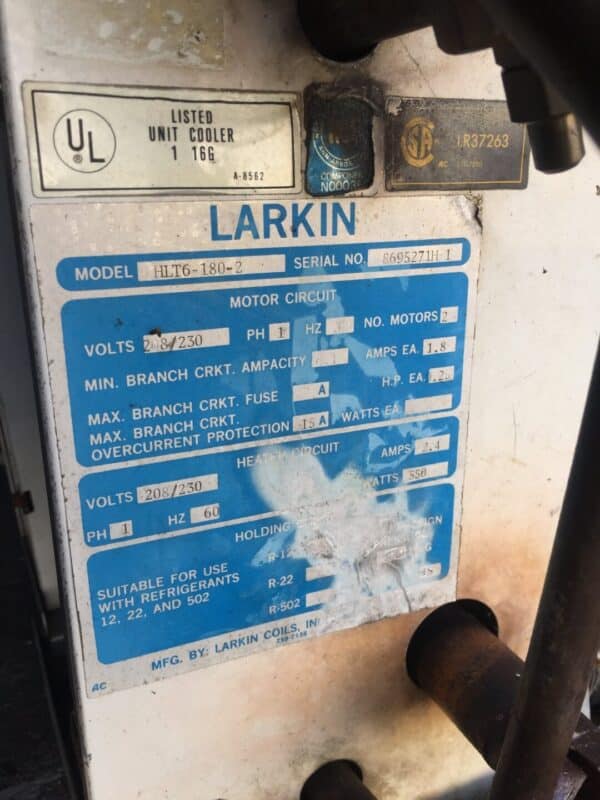 UL
LISTED
UNIT COOLER
1 16G
A-8562
COMPONENT
LR37263
LARKIN
MODEL HLT6-180-2 SERIAL NO. 8695271H 1
MOTOR CIRCUIT
VOLTS 208/230 PH 1 HZ NO. MOTORS 2
MIN. BRANCH CRKT. AMPACITY AMPS EA. 1.8
MAX. BRANCH CRKT. FUSE A H.P. EA.
MAX. BRANCH CRKT.
OVERCURRENT PROTECTION 15 A WATTS EA
HEATER CIRCUIT
VOLTS 208/230 AMPS 2.4
PH 1 HZ 60 WATTS 550
HOLDING
SUITABLE FOR USE
WITH REFRIGERANTS
12, 22, AND 502
R-12
R-22
R-502
MFG. BY: LARKIN COILS, IN
AC